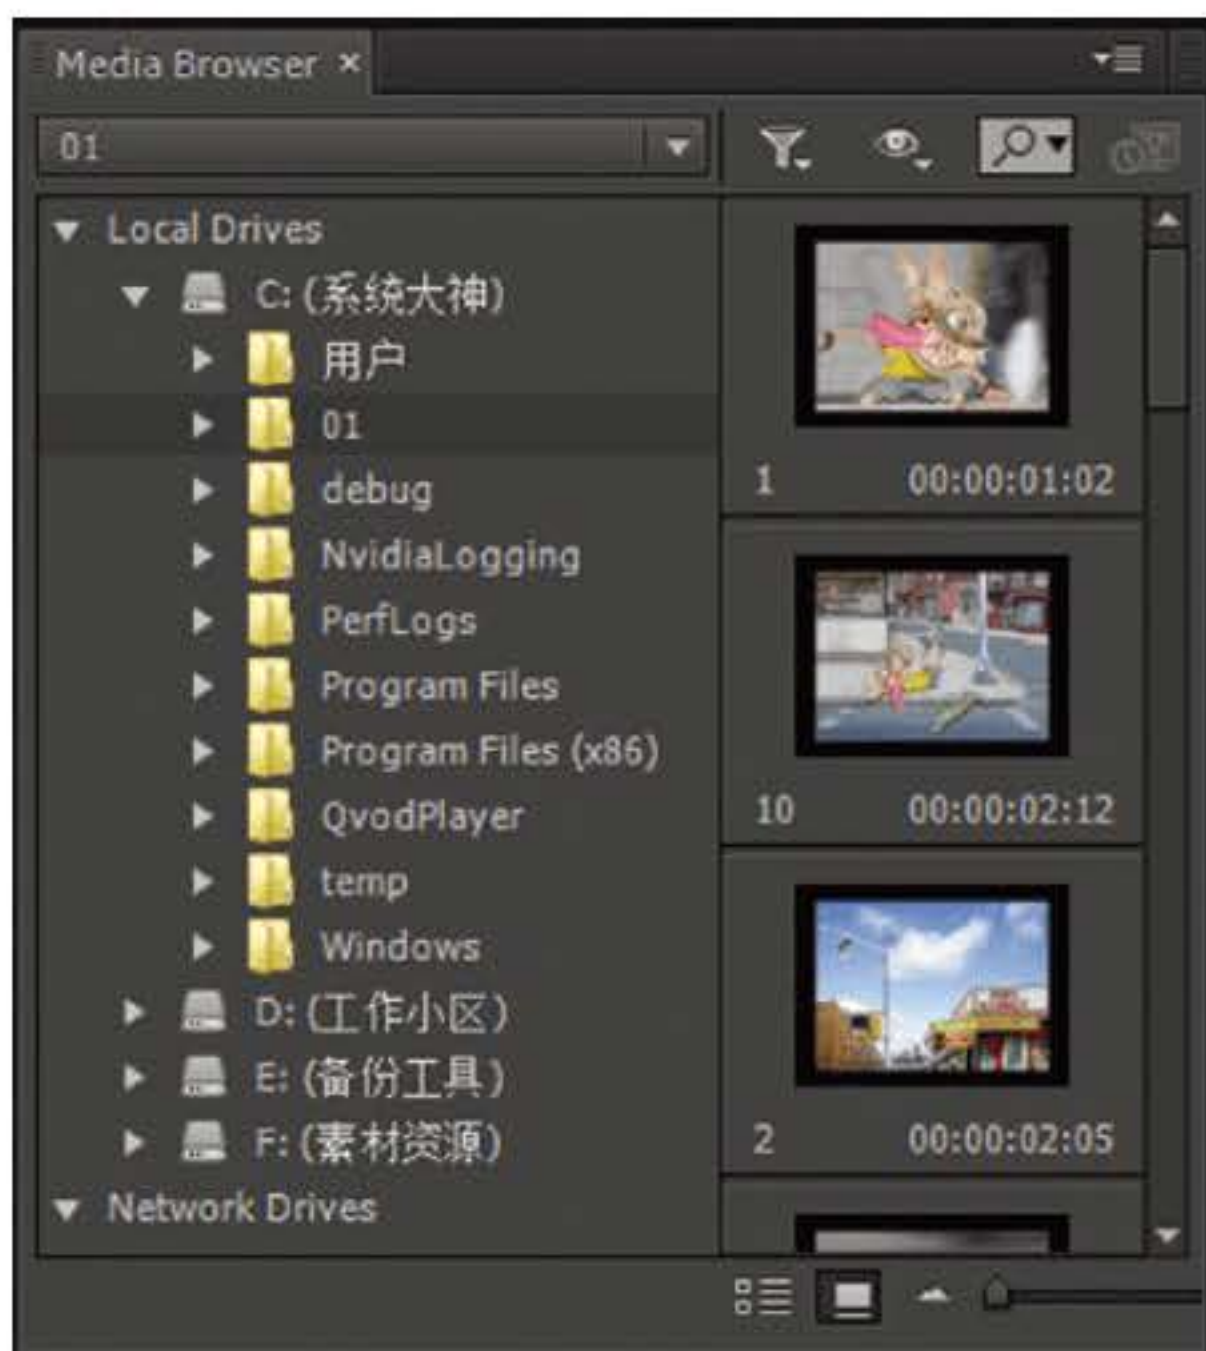 Media Browser
01
Local Drives
C: (系统大神)
用户
01
debug
NvidiaLogging
PerfLogs
Program Files
Program Files (x86)
QvodPlayer
temp
Windows
D: (工作小区)
E: (备份工具)
F: (素材资源)
Network Drives
1 00:00:01:02
10 00:00:02:12
2 00:00:02:05